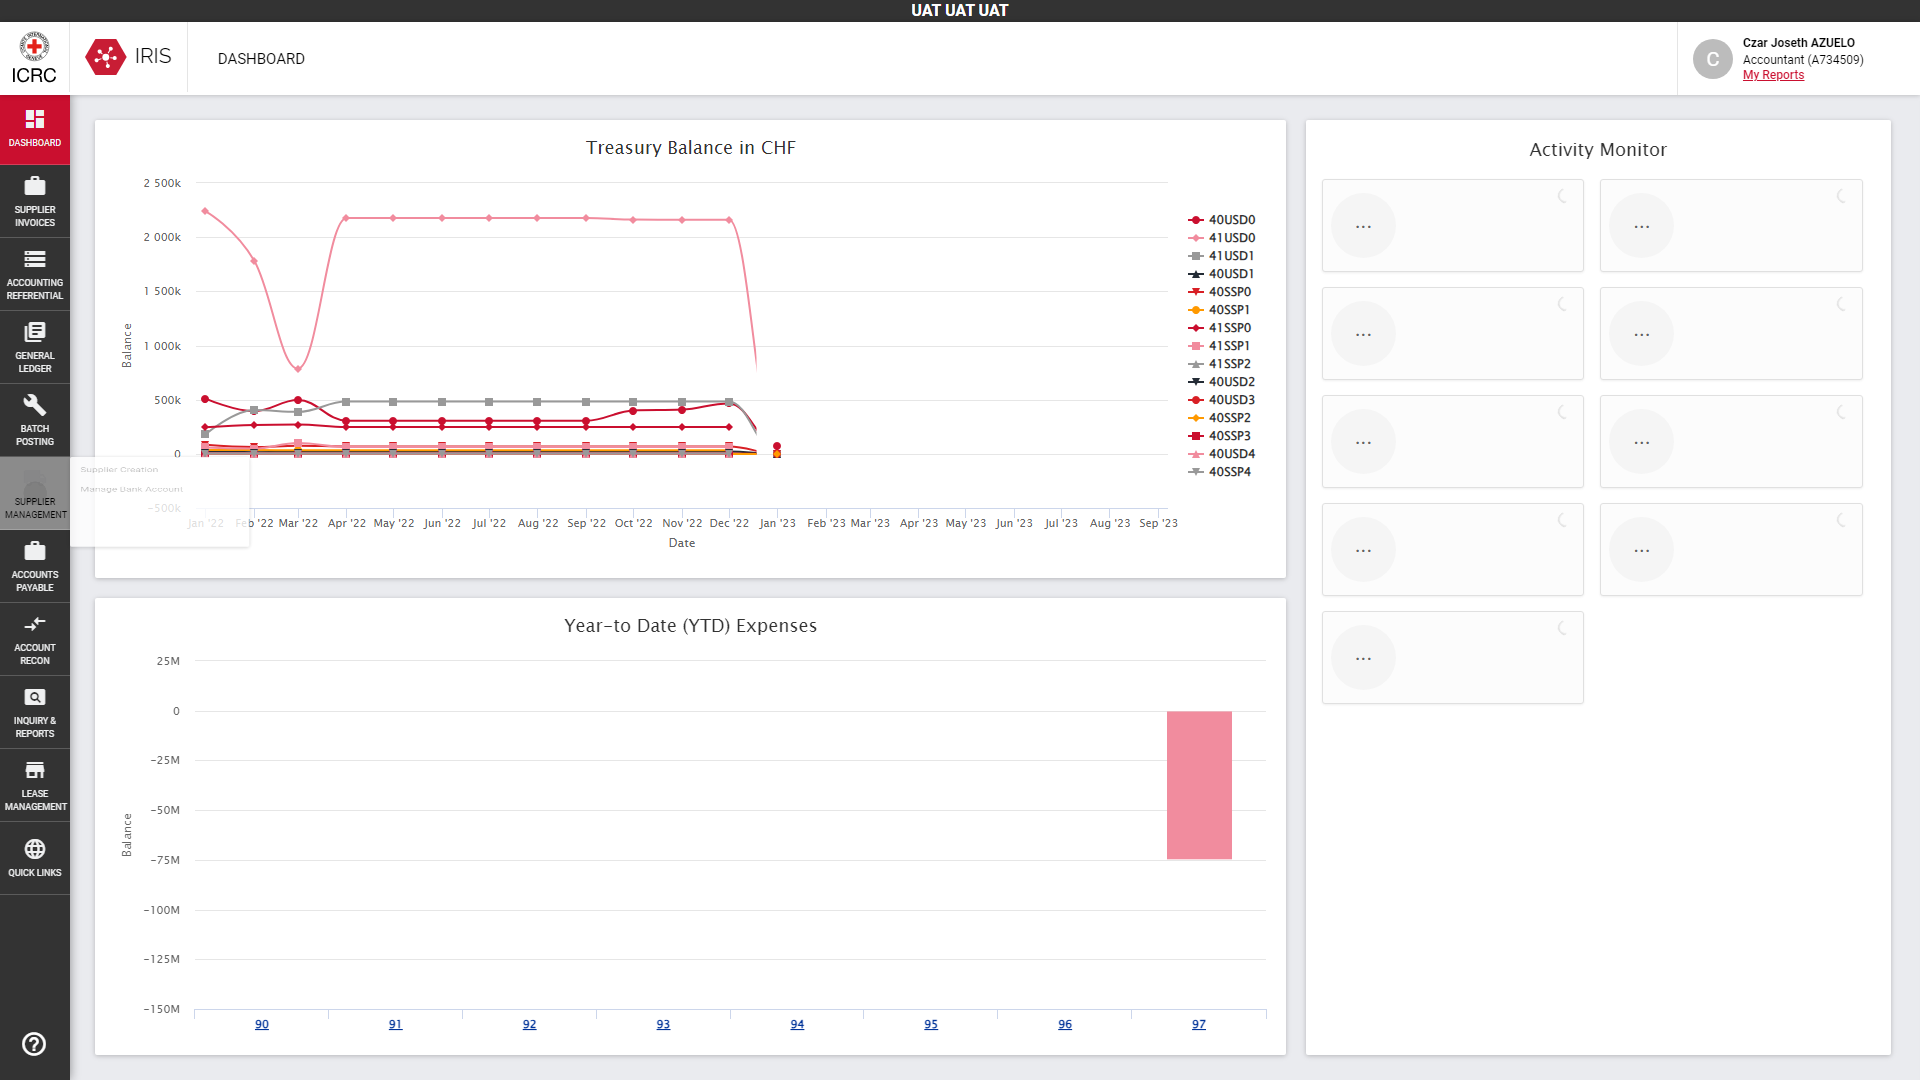 UAT UAT UAT
ICRC
IRIS
DASHBOARD
Czar Joseth AZUELO
Accountant (A734509)
My Reports
DASHBOARD
SUPPLIER
INVOICES
ACCOUNTING
REFERENTIAL
GENERAL
LEDGER
BATCH
POSTING
SUPPLIER
MANAGEMENT
Supplier Creation
Manage Bank Account
ACCOUNTS
PAYABLE
ACCOUNT
RECON
INQUIRY &
REPORTS
LEASE
MANAGEMENT
QUICK LINKS
Treasury Balance in CHF
2 500k
2 000k
1 500k
1 000k
500k
0
-500k
Balance
Jan '22 Feb '22 Mar '22 Apr '22 May '22 Jun '22 Jul '22 Aug '22 Sep '22 Oct '22 Nov '22 Dec '22 Jan '23 Feb '23 Mar '23 Apr '23 May '23 Jun '23 Jul '23 Aug '23 Sep '23
Date
40USD0
41USD0
41USD1
40USD1
40SSP0
40SSP1
41SSP0
41SSP1
41SSP2
40USD2
40USD3
40SSP2
40SSP3
40USD4
40SSP4
Year-to Date (YTD) Expenses
25M
0
-25M
-50M
-75M
-100M
-125M
-150M
Balance
90 91 92 93 94 95 96 97
Activity Monitor
... ...
... ...
... ...
... ...
...